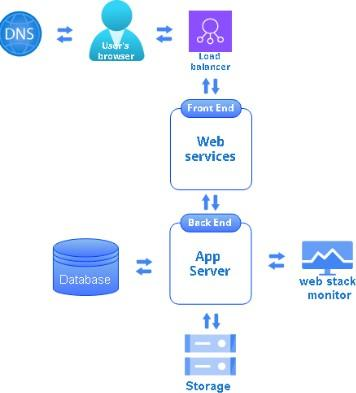 DNS
User's
browser
Load
balancer
Front End
Web
services
Back End
App
Server
Database
web stack
monitor
Storage